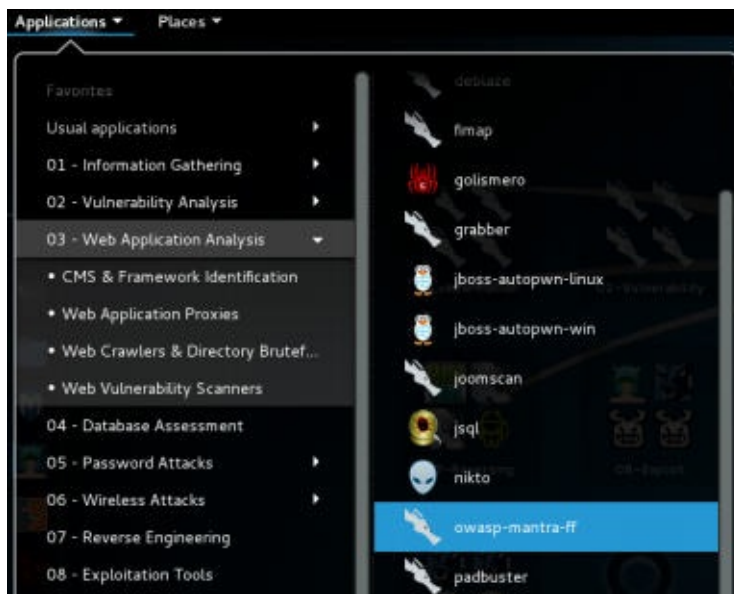 Applications Places
Favorites
Usual applications
01 - Information Gathering
02 - Vulnerability Analysis
03 - Web Application Analysis
• CMS & Framework Identification
• Web Application Proxies
• Web Crawlers & Directory Brutef...
• Web Vulnerability Scanners
04 - Database Assessment
05 - Password Attacks
06 - Wireless Attacks
07 - Reverse Engineering
08 - Exploitation Tools
deblaze
fimap
golismero
grabber
jboss-autopwn-linux
jboss-autopwn-win
joomscan
jsql
nikto
owasp-mantra-ff
padbuster